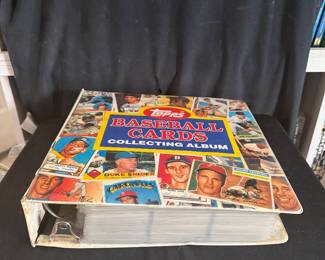 TOPPS
BASEBALL
CARDS
COLLECTING ALBUM
DUKE SNIDER